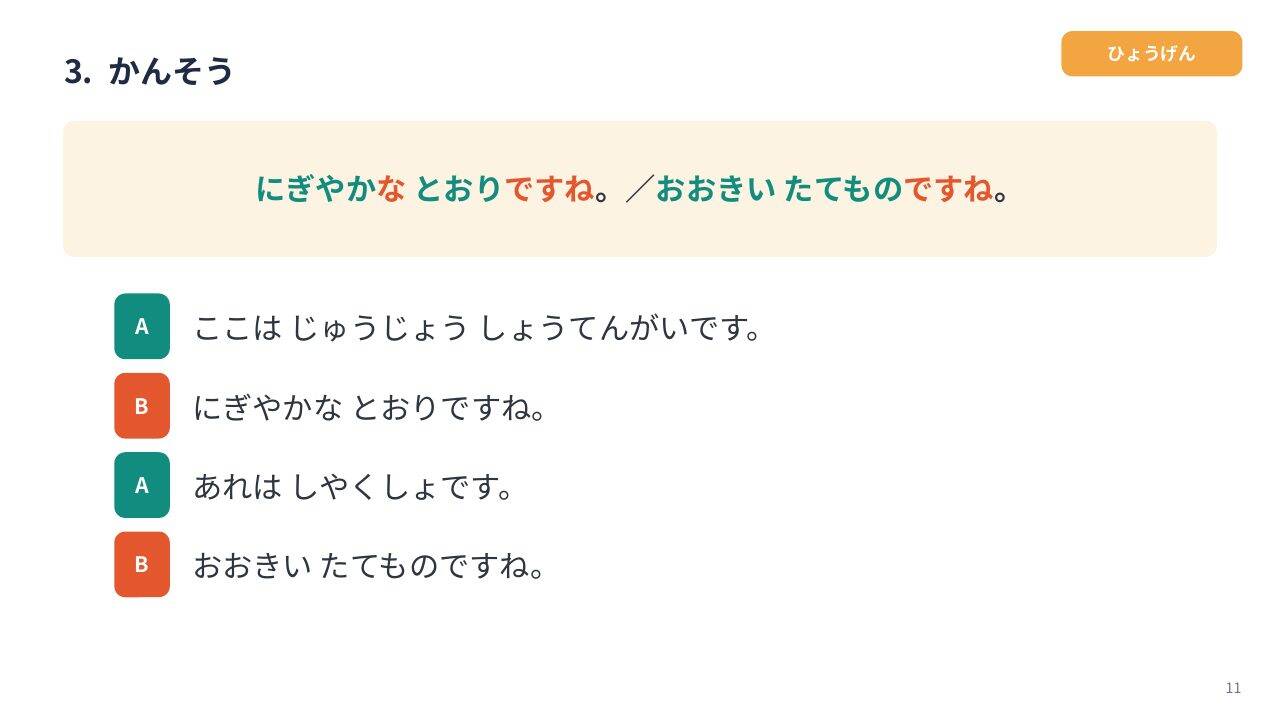 3. かんそう
ひょうげん
にぎやかな とおりですね。／おおきい たてものですね。
A
ここは じゅうじょう しょうてんがいです。
B
にぎやかな とおりですね。
A
あれは しやくしょです。
B
おおきい たてものですね。
11